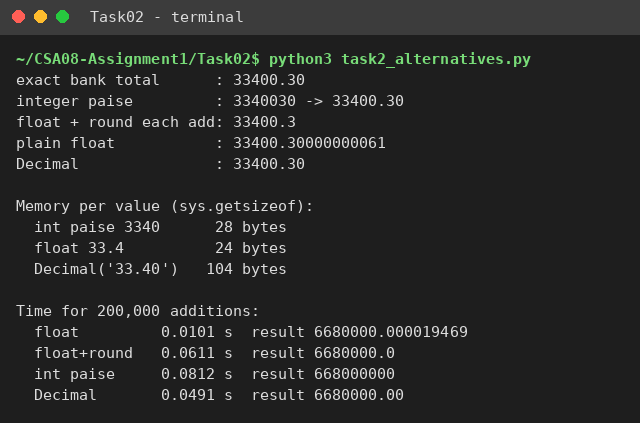 Task02 - terminal
~/CSA08-Assignment1/Task02$ python3 task2_alternatives.py
exact bank total      : 33400.30
integer paise         : 3340030 -> 33400.30
float + round each add: 33400.3
plain float           : 33400.30000000061
Decimal               : 33400.30
Memory per value (sys.getsizeof):
  int paise 3340      28 bytes
  float 33.4          24 bytes
  Decimal('33.40')   104 bytes
Time for 200,000 additions:
  float         0.0101 s  result 6680000.000019469
  float+round   0.0611 s  result 6680000.0
  int paise     0.0812 s  result 668000000
  Decimal       0.0491 s  result 6680000.00